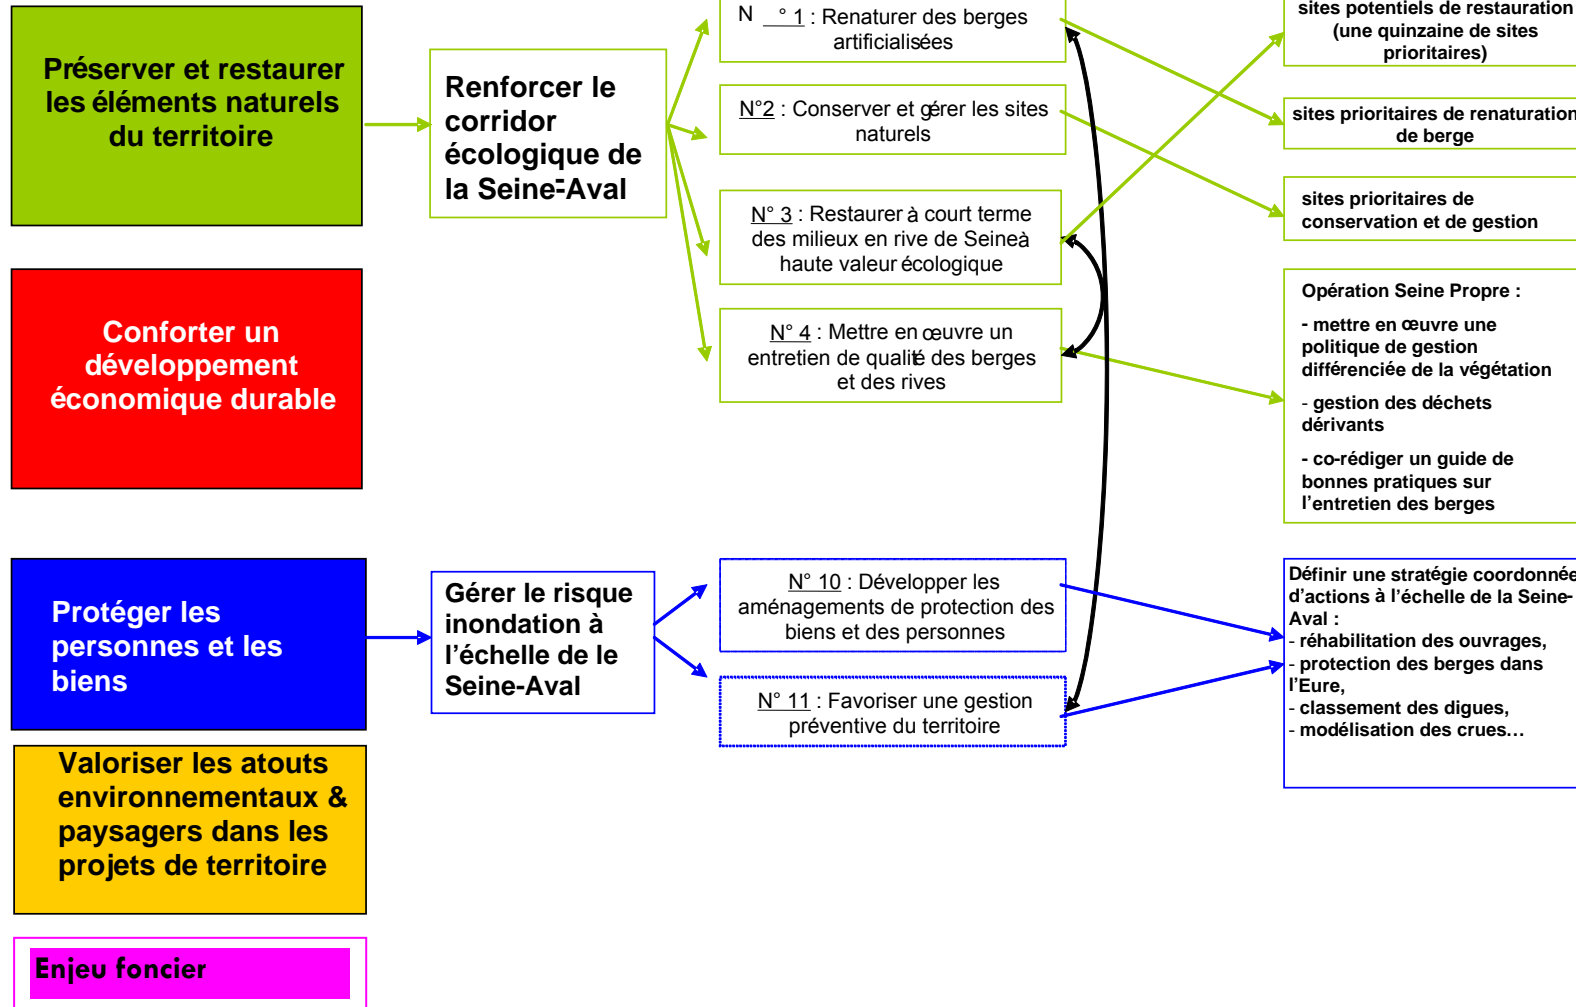 Préserver et restaurer
les éléments naturels
du territoire
Renforcer le
corridor
écologique de
la Seine-Aval
N ° 1 : Renaturer des berges
artificialisées
N°2 : Conserver et gérer les sites
naturels
N° 3 : Restaurer à court terme
des milieux en rive de Seine à
haute valeur écologique
N° 4 : Mettre en œuvre un
entretien de qualité des berges
et des rives
sites potentiels de restauration
(une quinzaine de sites
prioritaires)
sites prioritaires de renaturation
de berge
sites prioritaires de
conservation et de gestion
Opération Seine Propre :
- mettre en œuvre une
politique de gestion
différenciée de la végétation
- gestion des déchets
dérivants
- co-rédiger un guide de
bonnes pratiques sur
l’entretien des berges
Conforter un
développement
économique durable
Protéger les
personnes et les
biens
Gérer le risque
inondation à
l’échelle de le
Seine-Aval
N° 10 : Développer les
aménagements de protection des
biens et des personnes
N° 11 : Favoriser une gestion
préventive du territoire
Définir une stratégie coordonnée
d’actions à l’échelle de la Seine-
Aval :
- réhabilitation des ouvrages,
- protection des berges dans
l’Eure,
- classement des digues,
- modélisation des crues…
Valoriser les atouts
environnementaux &
paysagers dans les
projets de territoire
Enjeu foncier